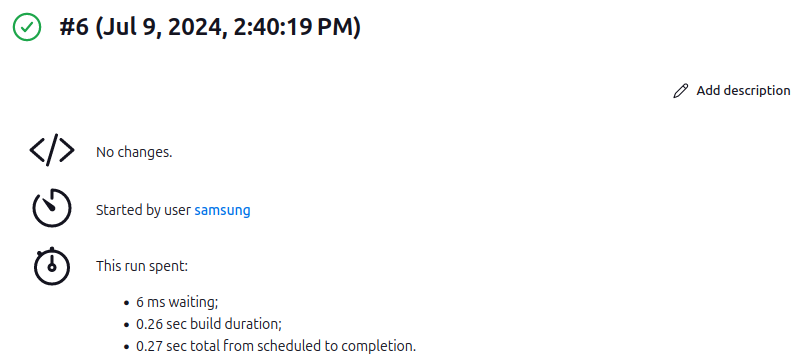 #6 (Jul 9, 2024, 2:40:19 PM)
Add description
No changes.
Started by user samsung
This run spent:
• 6 ms waiting;
• 0.26 sec build duration;
• 0.27 sec total from scheduled to completion.